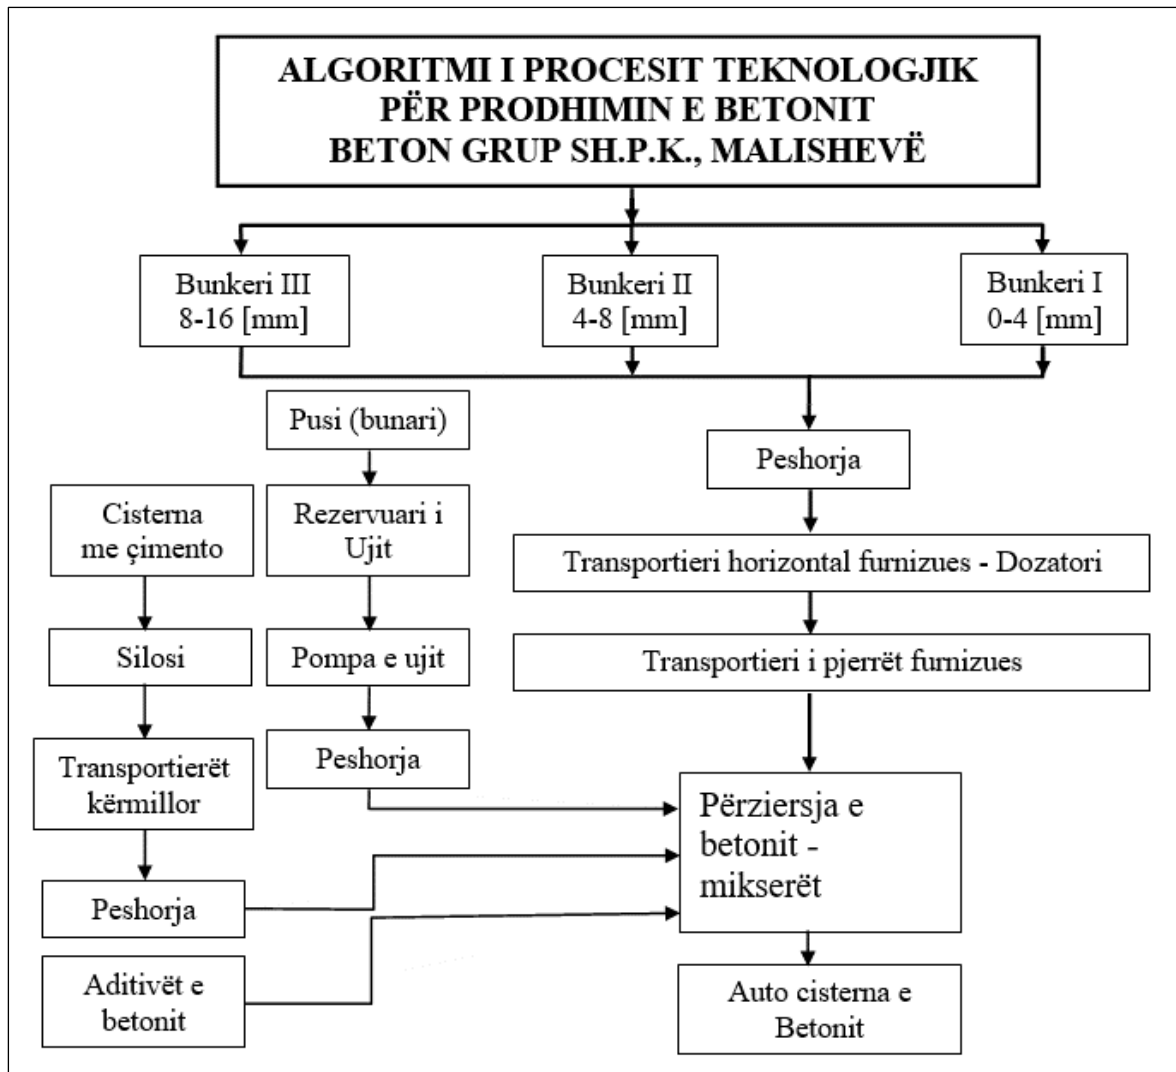 ALGORITMI I PROCESIT TEKNOLOGJIK
PËR PRODHIMIN E BETONIT
BETON GRUP SH.P.K., MALISHEVË
Bunkeri III
8-16 [mm]
Bunkeri II
4-8 [mm]
Bunkeri I
0-4 [mm]
Pusi (bunari)
Peshorja
Cisterna
me çimento
Rezervuari i
Ujit
Transportieri horizontal furnizues - Dozatori
Silosi
Pompa e ujit
Transportieri i pjerrët furnizues
Transportierët
kërmillor
Peshorja
Përziersja e
betonit -
mikserët
Peshorja
Aditivët e
betonit
Auto cisterna e
Betonit